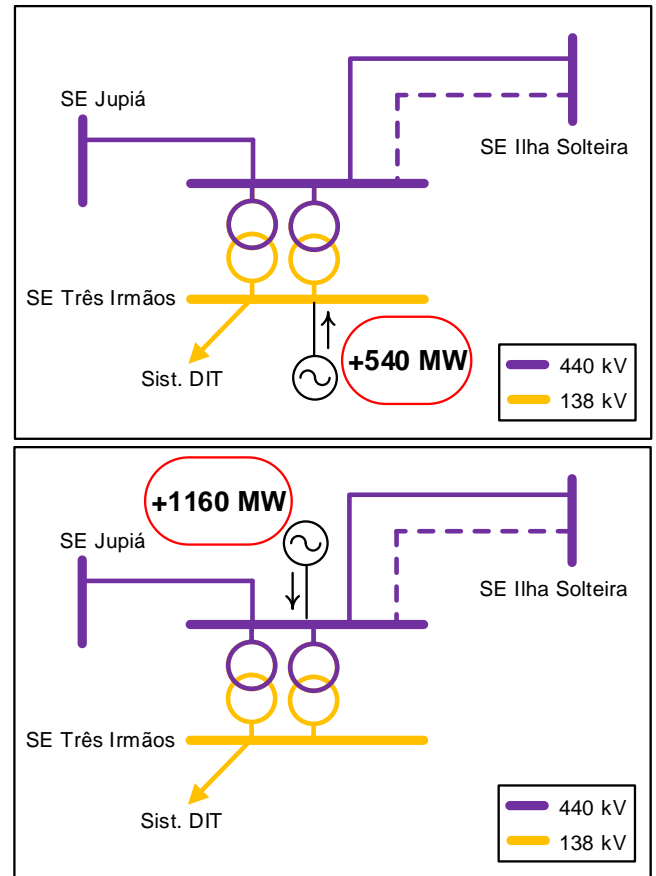 SE Jupiá
SE Ilha Solteira
SE Três Irmãos
+540 MW
Sist. DIT
440 kV
138 kV
+1160 MW
SE Jupiá
SE Ilha Solteira
SE Três Irmãos
Sist. DIT
440 kV
138 kV